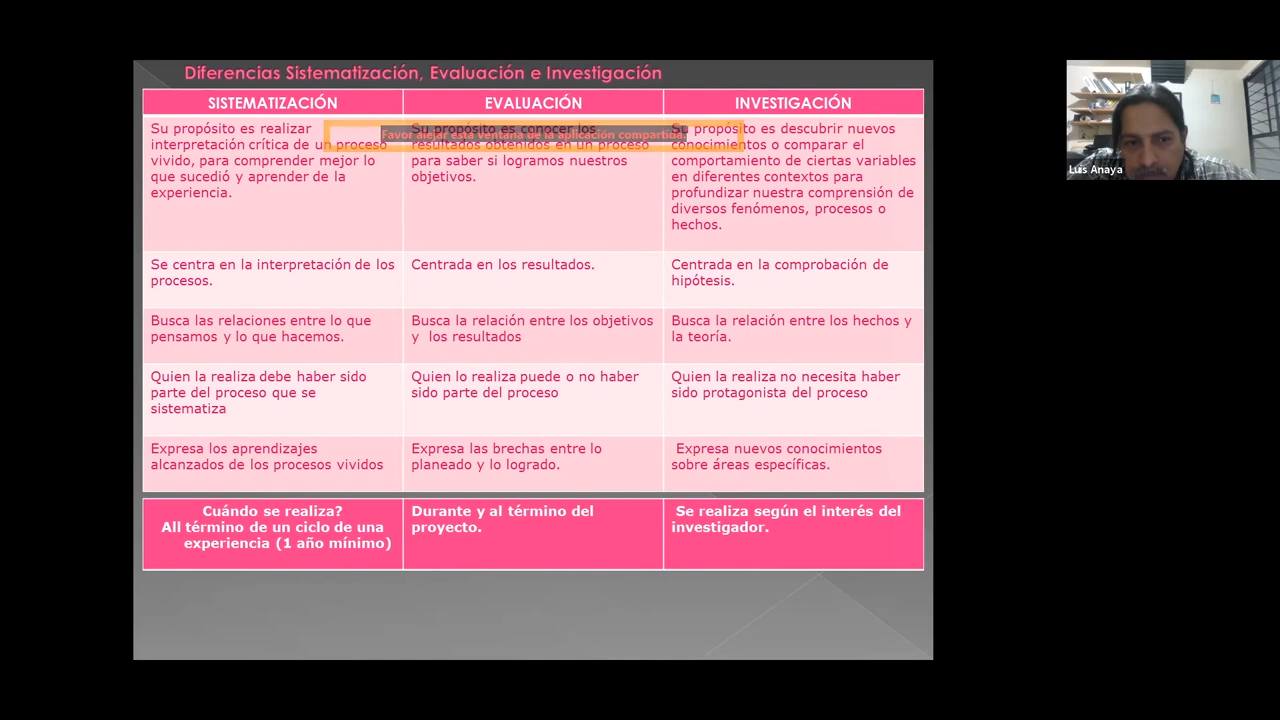 Diferencias Sistematización, Evaluación e Investigación
SISTEMATIZACIÓN
EVALUACIÓN
INVESTIGACIÓN
Su propósito es realizar
interpretación crítica de un proceso
vivido, para comprender mejor lo
que sucedió y aprender de la
experiencia.
Su propósito es conocer los
resultados obtenidos en un proceso
para saber si logramos nuestros
objetivos.
Su propósito es descubrir nuevos
conocimientos o comparar el
comportamiento de ciertas variables
en diferentes contextos para
profundizar nuestra comprensión de
diversos fenómenos, procesos o
hechos.
Favor alejar esta ventana de la aplicación compartida.
Se centra en la interpretación de los
procesos.
Centrada en los resultados.
Centrada en la comprobación de
hipótesis.
Busca las relaciones entre lo que
pensamos y lo que hacemos.
Busca la relación entre los objetivos
y los resultados
Busca la relación entre los hechos y
la teoría.
Quien la realiza debe haber sido
parte del proceso que se
sistematiza
Quien lo realiza puede o no haber
sido parte del proceso
Quien la realiza no necesita haber
sido protagonista del proceso
Expresa los aprendizajes
alcanzados de los procesos vividos
Expresa las brechas entre lo
planeado y lo logrado.
Expresa nuevos conocimientos
sobre áreas específicas.
Cuándo se realiza?
All término de un ciclo de una
experiencia (1 año mínimo)
Durante y al término del
proyecto.
Se realiza según el interés del
investigador.
Luis Anaya